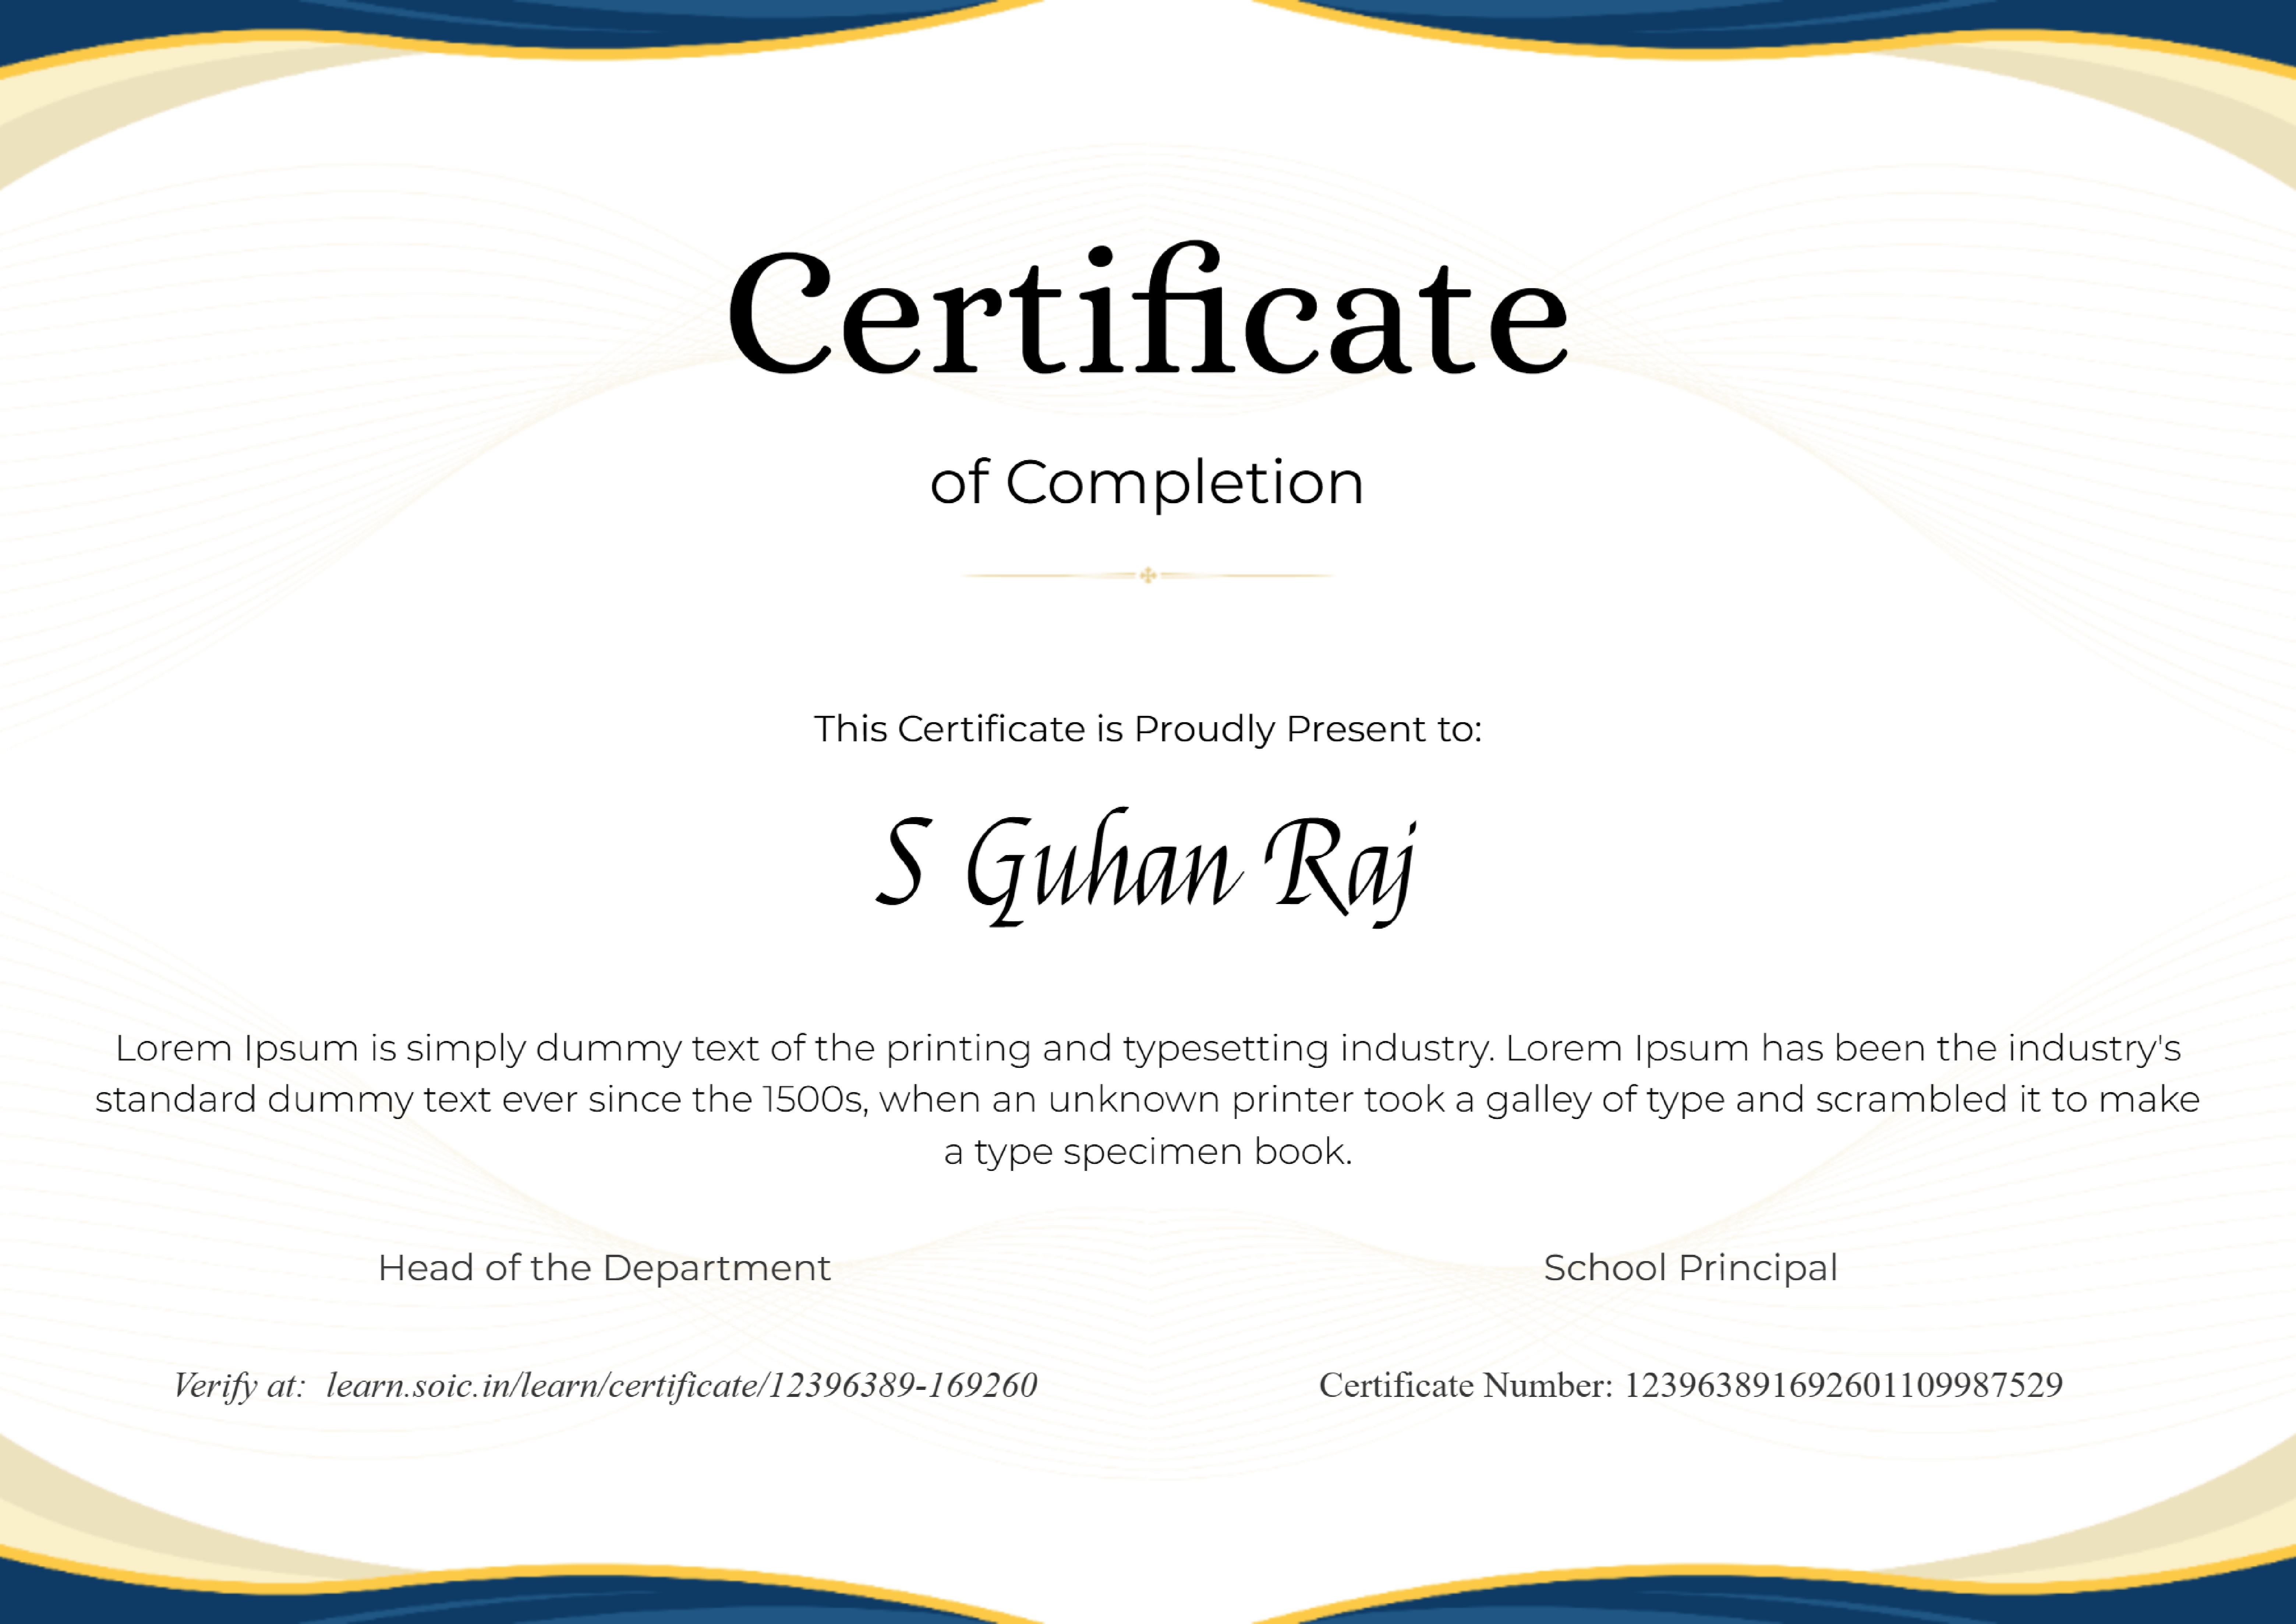 Certificate
of Completion
This Certificate is Proudly Present to:
S Guhan Raj
Lorem Ipsum is simply dummy text of the printing and typesetting industry. Lorem Ipsum has been the industry's
standard dummy text ever since the 1500s, when an unknown printer took a galley of type and scrambled it to make
a type specimen book.
Head of the Department
School Principal
Verify at: learn.soic.in/learn/certificate/12396389-169260
Certificate Number: 123963891692601109987529